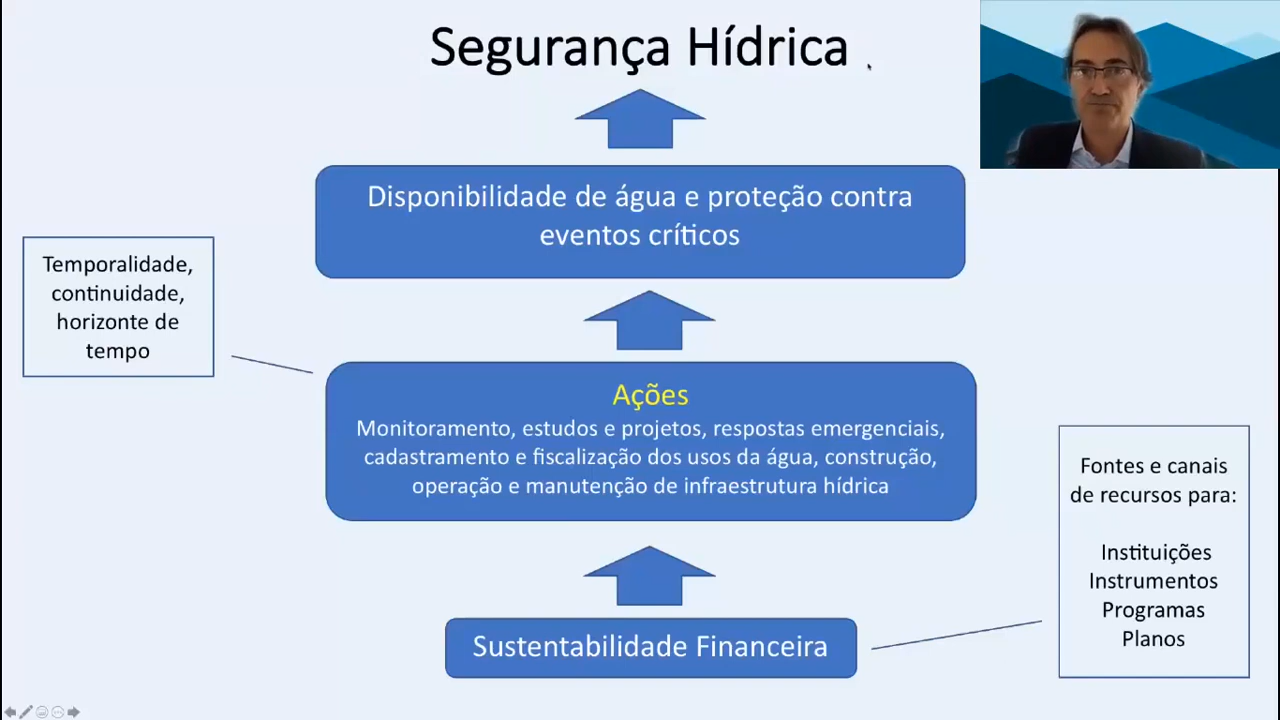 Segurança Hídrica
Disponibilidade de água e proteção contra
eventos críticos
Temporalidade,
continuidade,
horizonte de
tempo
Ações
Monitoramento, estudos e projetos, respostas emergenciais,
cadastramento e fiscalização dos usos da água, construção,
operação e manutenção de infraestrutura hídrica
Fontes e canais
de recursos para:
Instituições
Instrumentos
Programas
Planos
Sustentabilidade Financeira